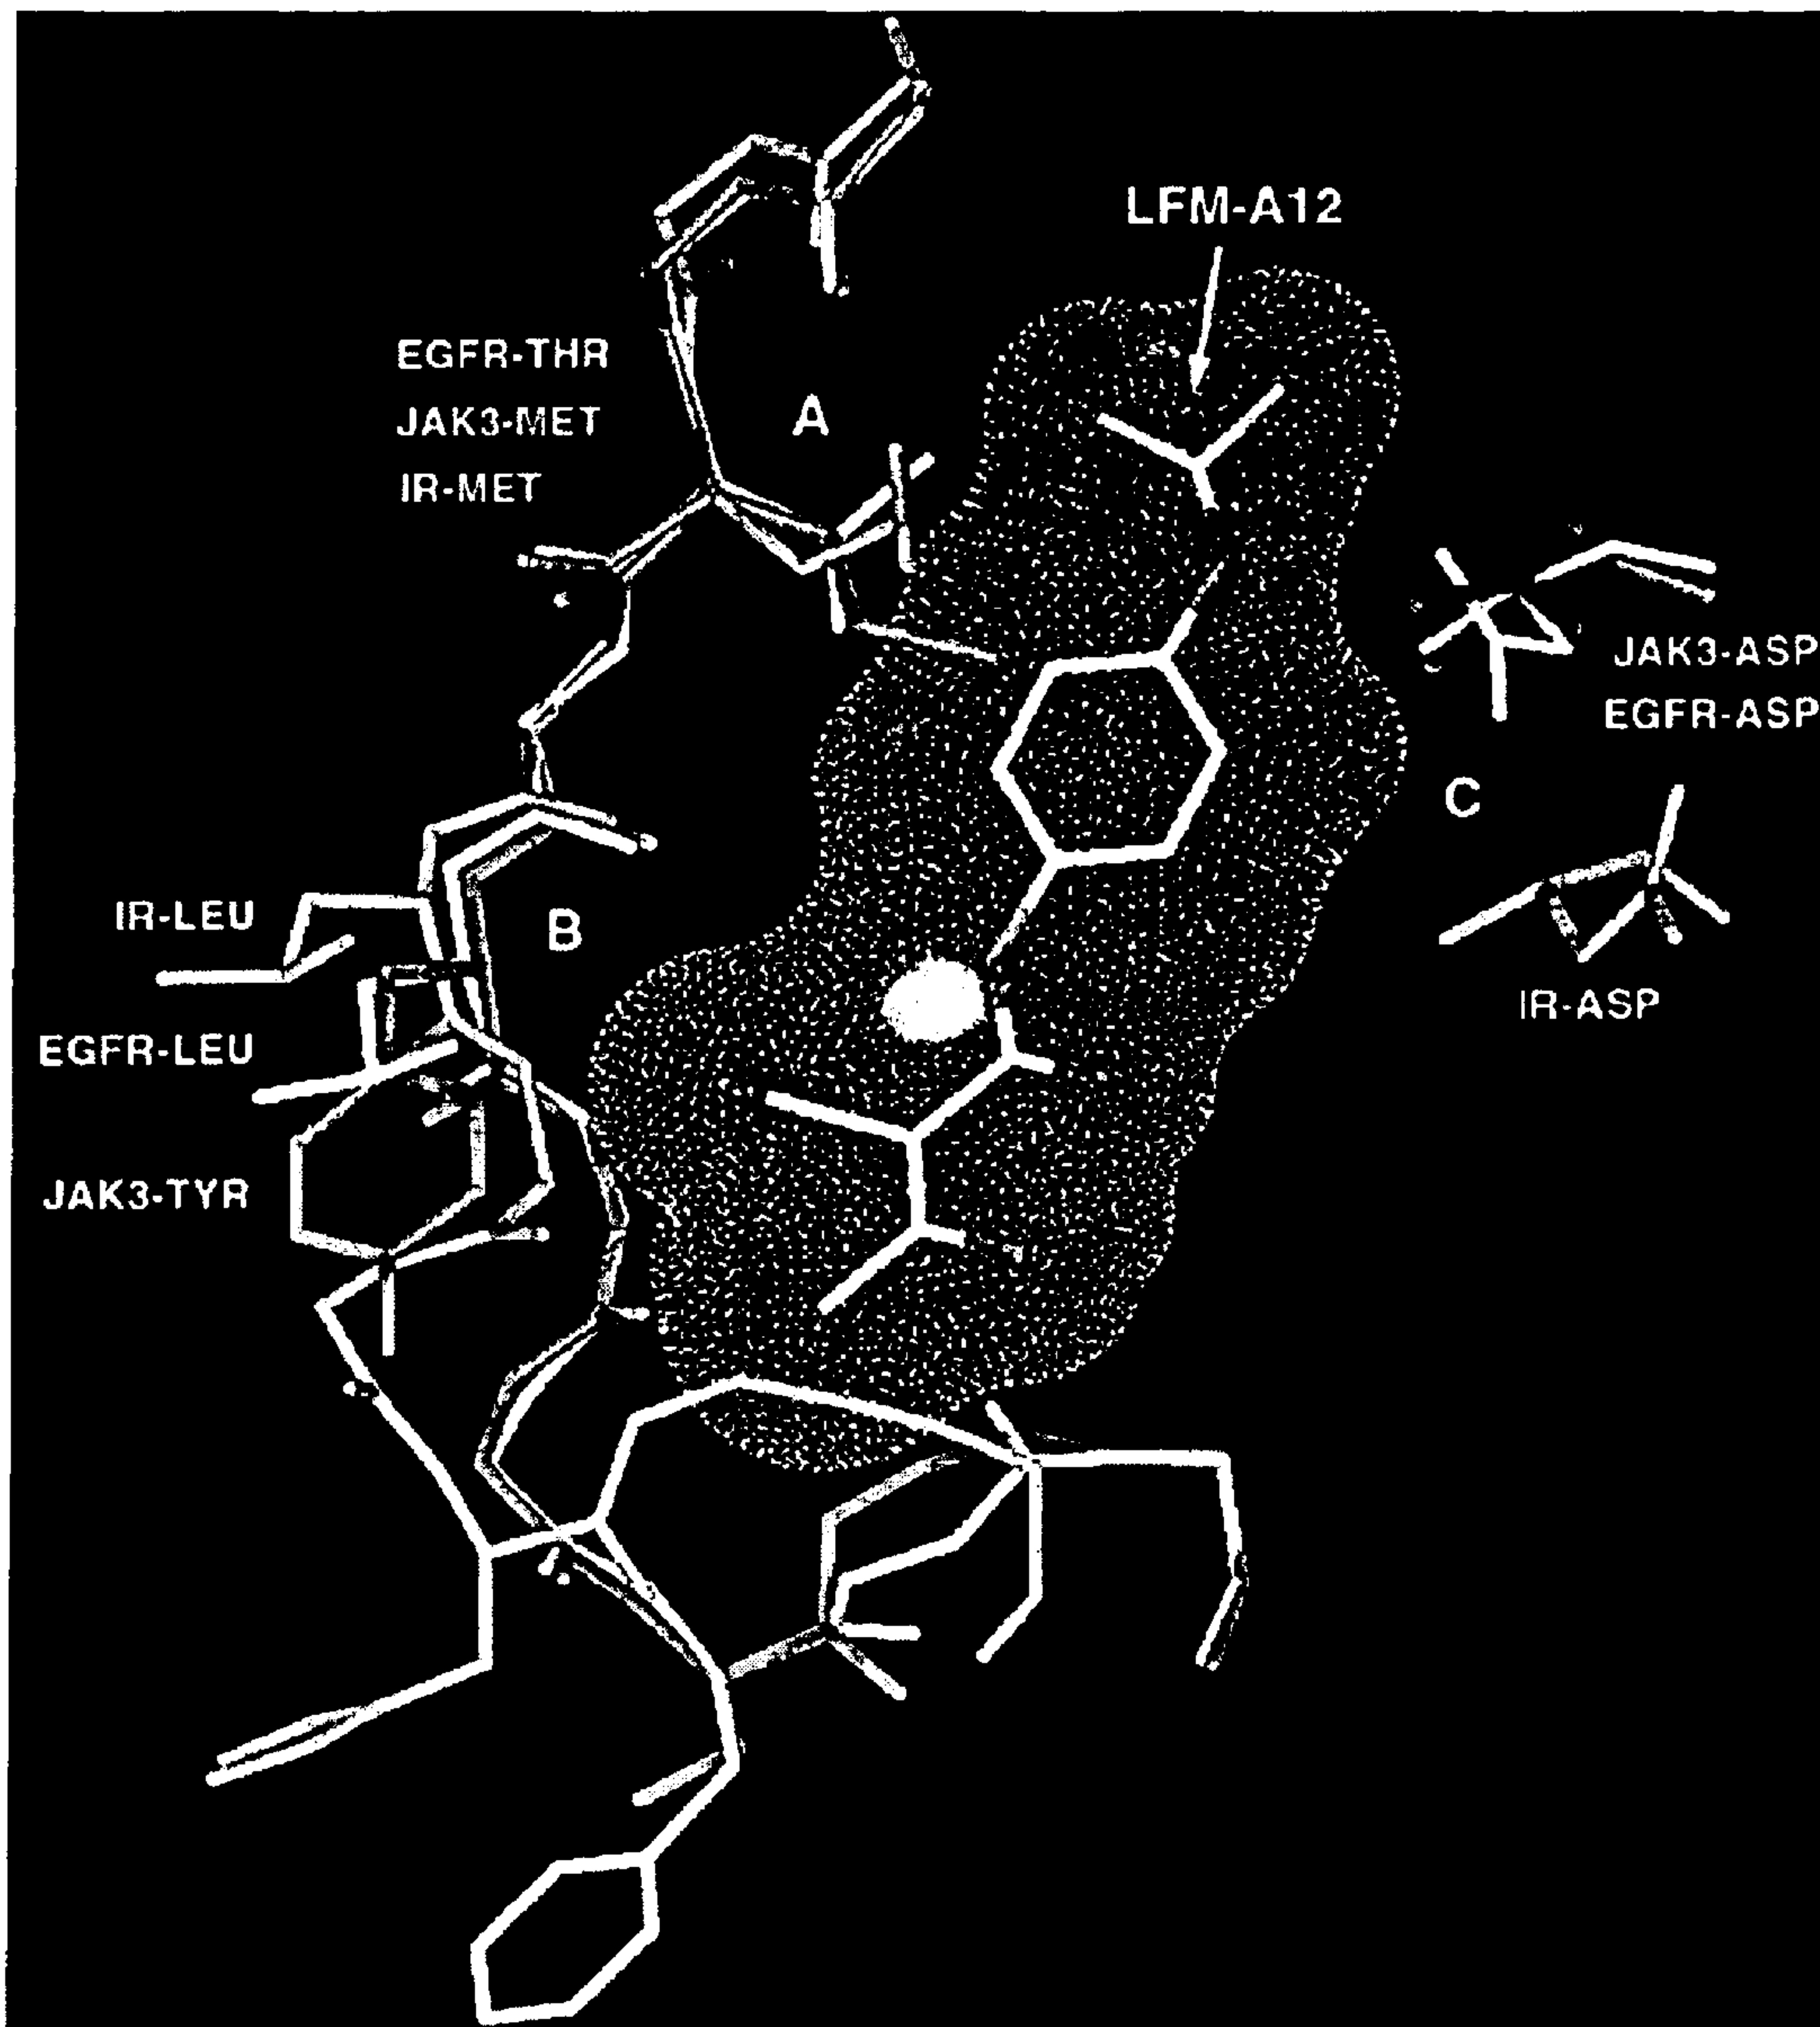 LFM-A12
EGFR-THR
JAK3-MET
IR-MET
A
JAK3-ASP
EGFR-ASP
C
IR-LEU
B
IR-ASP
EGFR-LEU
JAK3-TYR